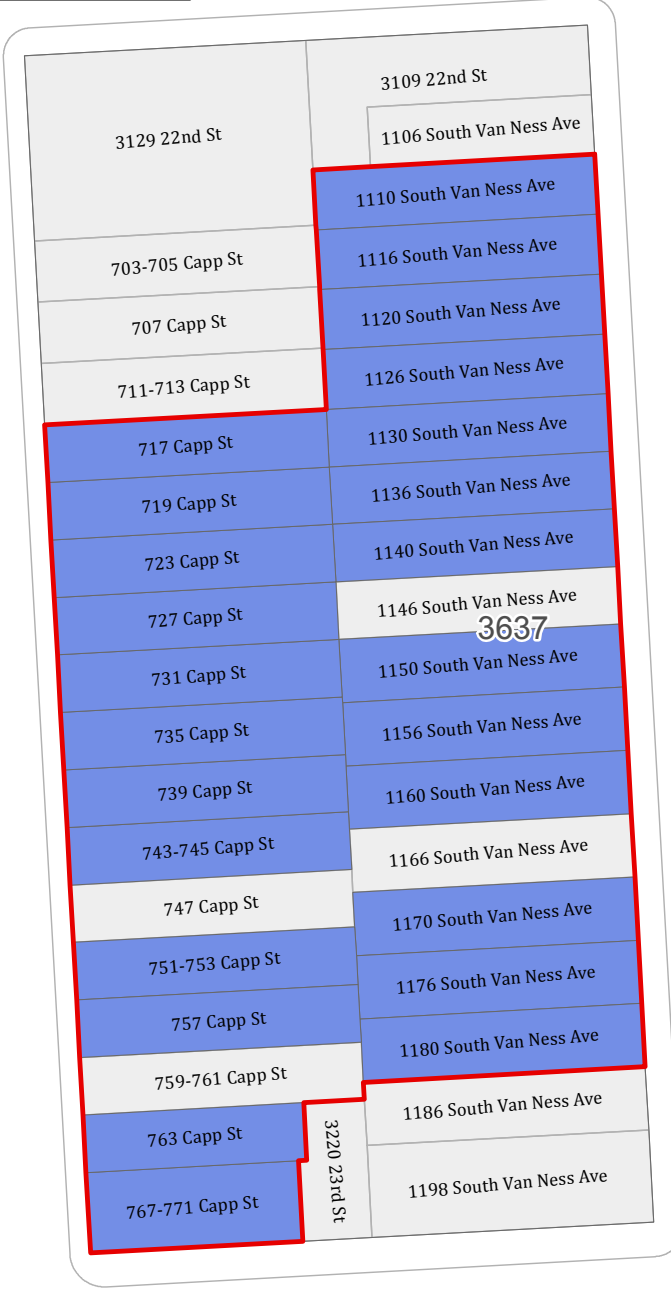 3129 22nd St
3109 22nd St
1106 South Van Ness Ave
1110 South Van Ness Ave
703-705 Capp St
1116 South Van Ness Ave
707 Capp St
1120 South Van Ness Ave
711-713 Capp St
1126 South Van Ness Ave
717 Capp St
1130 South Van Ness Ave
719 Capp St
1136 South Van Ness Ave
723 Capp St
1140 South Van Ness Ave
727 Capp St
1146 South Van Ness Ave
3637
731 Capp St
1150 South Van Ness Ave
735 Capp St
1156 South Van Ness Ave
739 Capp St
1160 South Van Ness Ave
743-745 Capp St
1166 South Van Ness Ave
747 Capp St
1170 South Van Ness Ave
751-753 Capp St
1176 South Van Ness Ave
757 Capp St
1180 South Van Ness Ave
759-761 Capp St
1186 South Van Ness Ave
763 Capp St
3220 23rd St
767-771 Capp St
1198 South Van Ness Ave